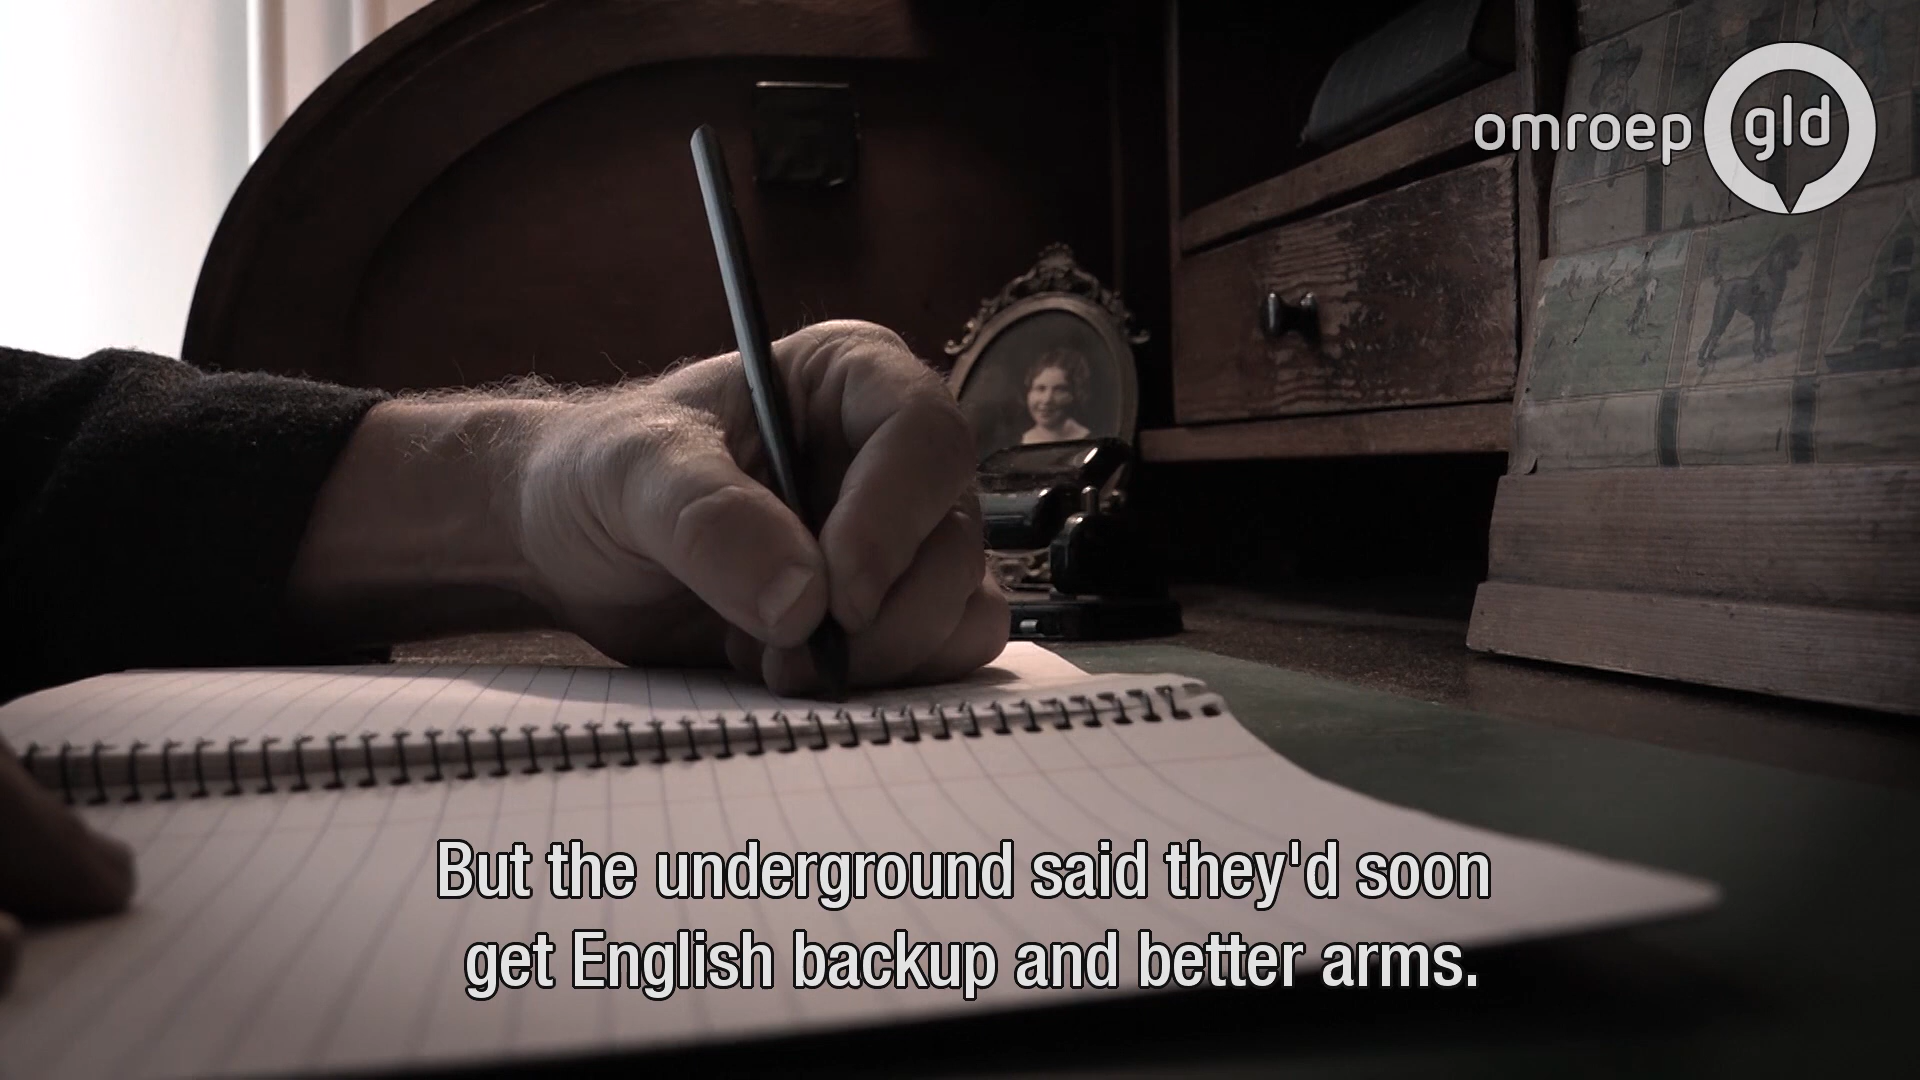 omroep gld
But the underground said they'd soon
get English backup and better arms.